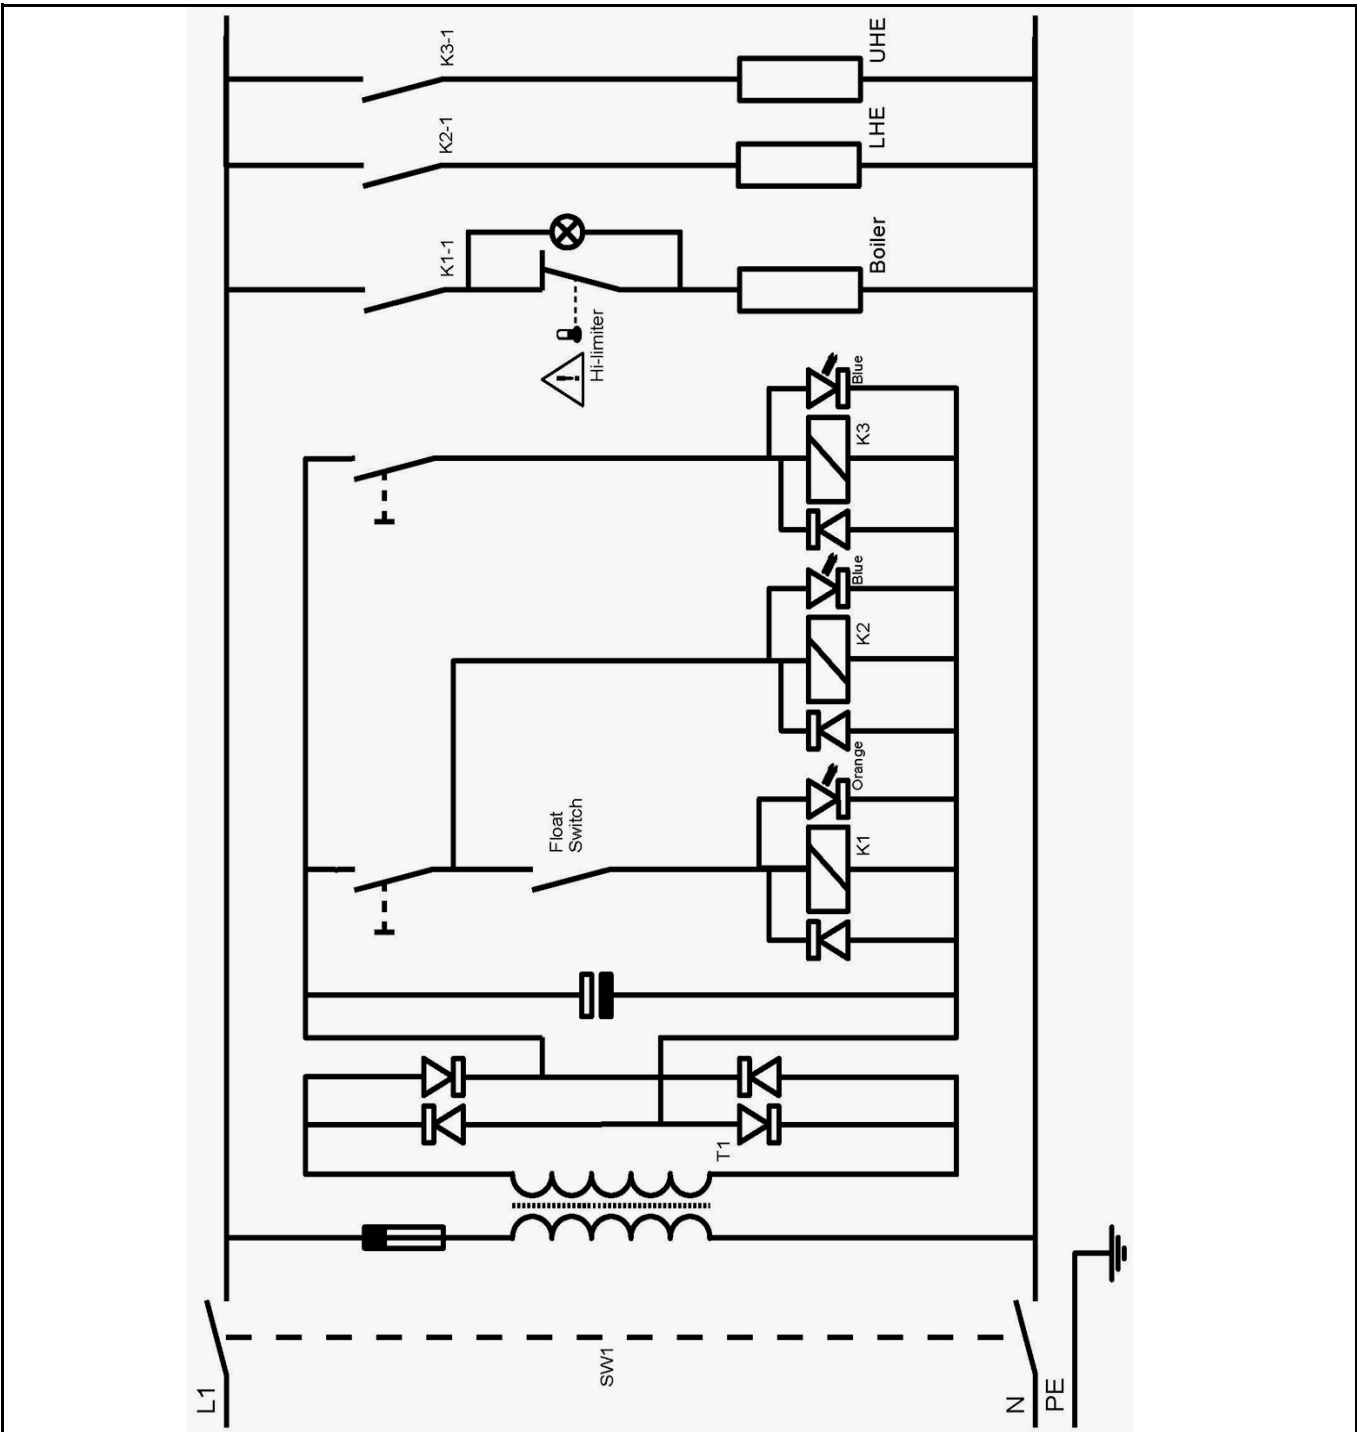 L1
N
PE
SW1
T1
Float
Switch
K1
Orange
K2
Blue
K3
Blue
Hi-limiter
K1-1
Boiler
K2-1
LHE
K3-1
UHE